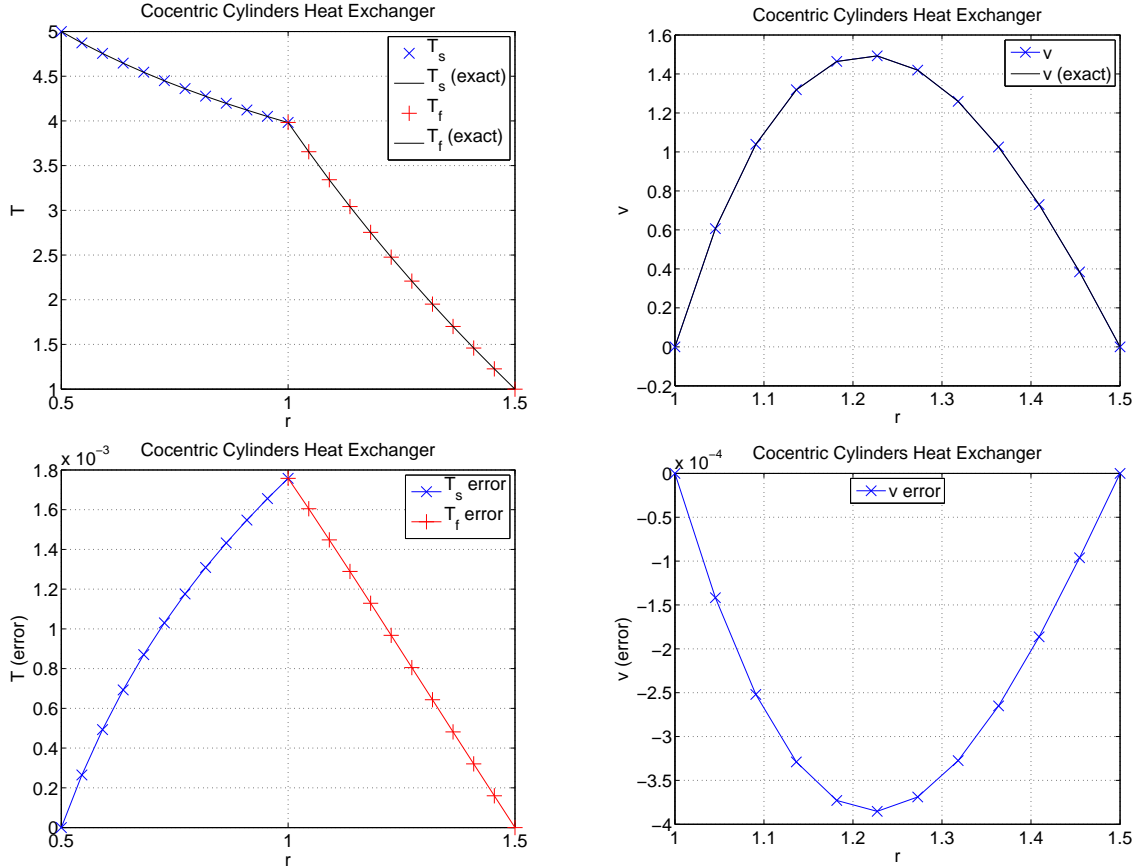 Cocentric Cylinders Heat Exchanger
5
4.5
4
3.5
3
2.5
2
1.5
1
T
0.5
1
1.5
r
T_s
T_s (exact)
T_f
T_f (exact)
Cocentric Cylinders Heat Exchanger
1.6
1.4
1.2
1
0.8
0.6
0.4
0.2
0
−0.2
v
1
1.1
1.2
1.3
1.4
1.5
r
v
v (exact)
Cocentric Cylinders Heat Exchanger
x 10^−3
1.8
1.6
1.4
1.2
1
0.8
0.6
0.4
0.2
0
T (error)
0.5
1
1.5
r
T_s error
T_f error
Cocentric Cylinders Heat Exchanger
x 10^−4
0
−0.5
−1
−1.5
−2
−2.5
−3
−3.5
−4
v (error)
1
1.1
1.2
1.3
1.4
1.5
r
v error